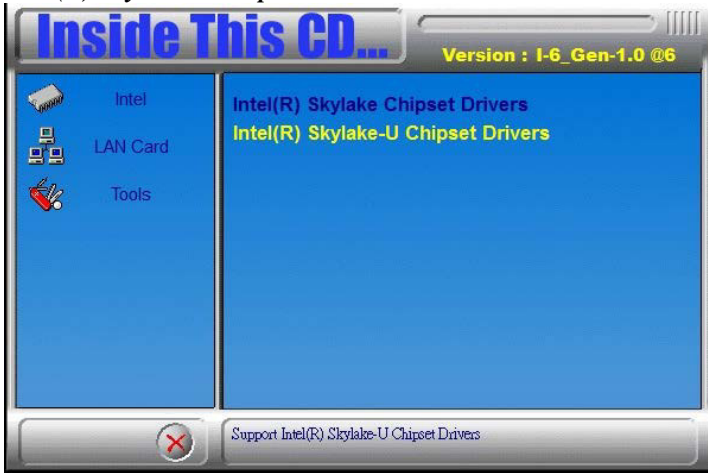 Inside This CD...
Version : I-6_Gen-1.0 @6
Intel
LAN Card
Tools
Intel(R) Skylake Chipset Drivers
Intel(R) Skylake-U Chipset Drivers
Support Intel(R) Skylake-U Chipset Drivers